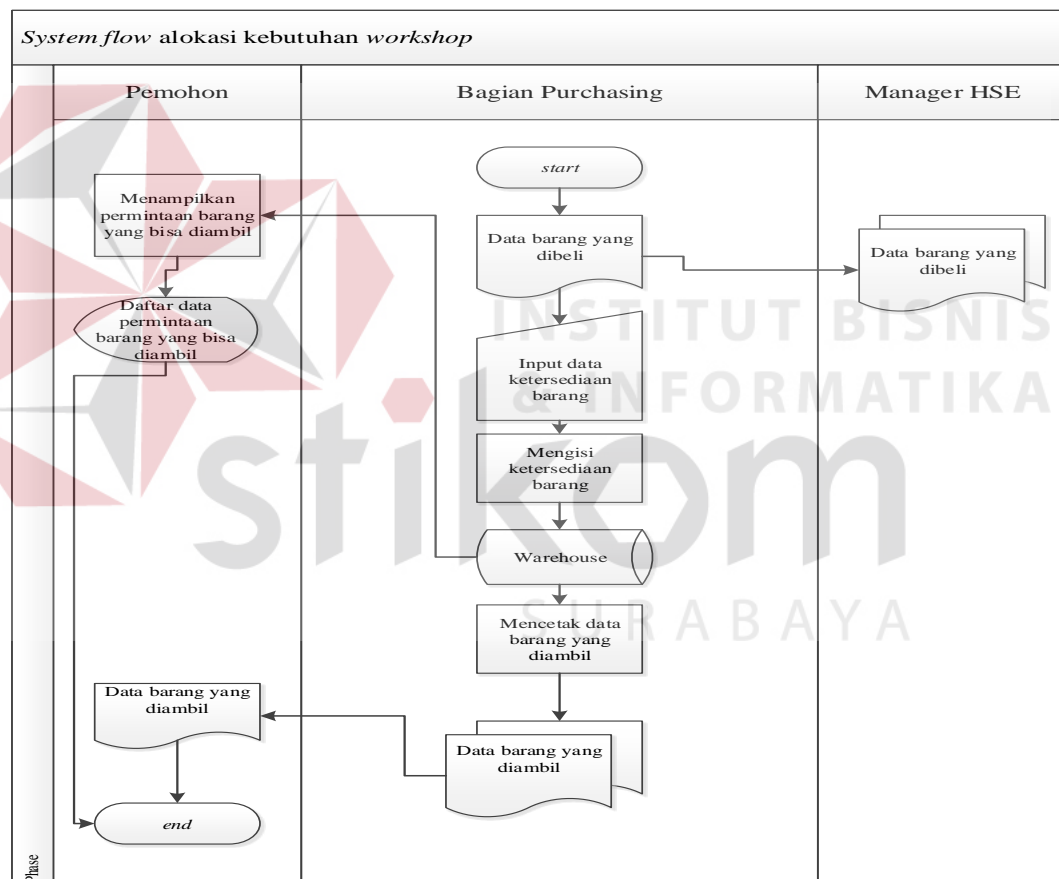 System flow alokasi kebutuhan workshop
Pemohon
Bagian Purchasing
Manager HSE
start
Menampilkan
permintaan barang
yang bisa diambil
Data barang yang
dibeli
Data barang yang
dibeli
Daftar data
permintaan
barang yang bisa
diambil
Input data
ketersediaan
barang
Mengisi
ketersediaan
barang
Warehouse
Mencetak data
barang yang
diambil
Data barang yang
diambil
Data barang yang
diambil
end
Phase
INSTITUT BISNIS
& INFORMATIKA
stikom
SURABAYA